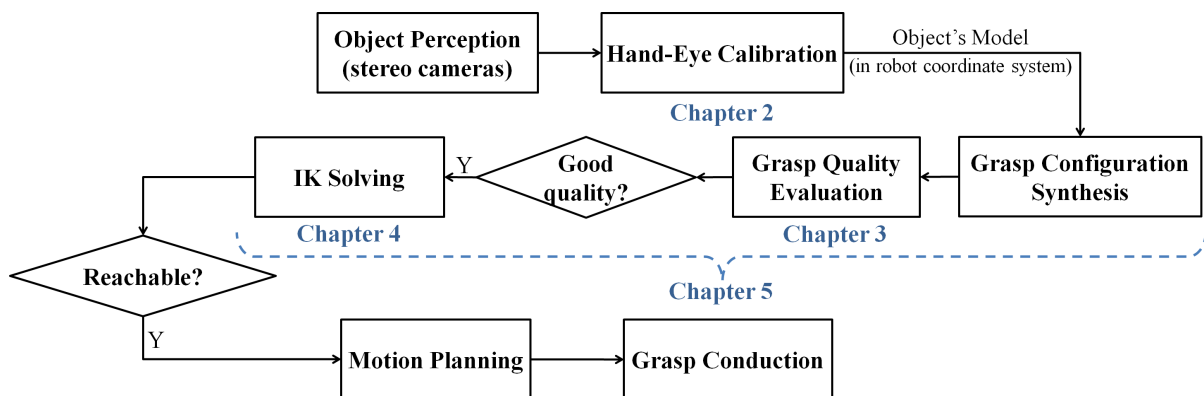 Object Perception
(stereo cameras)
Hand-Eye Calibration
Object's Model
(in robot coordinate system)
Chapter 2
IK Solving
Y
Good
quality?
Grasp Quality
Evaluation
Grasp Configuration
Synthesis
Chapter 4
Chapter 3
Reachable?
Chapter 5
Y
Motion Planning
Grasp Conduction